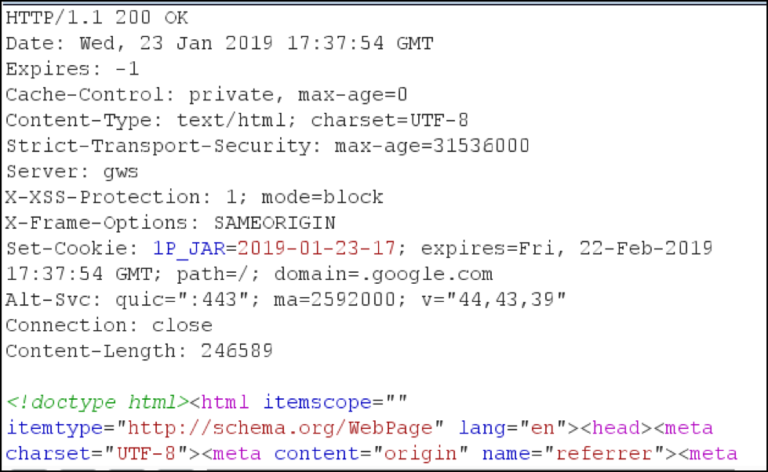 HTTP/1.1 200 OK
Date: Wed, 23 Jan 2019 17:37:54 GMT
Expires: -1
Cache-Control: private, max-age=0
Content-Type: text/html; charset=UTF-8
Strict-Transport-Security: max-age=31536000
Server: gws
X-XSS-Protection: 1; mode=block
X-Frame-Options: SAMEORIGIN
Set-Cookie: 1P_JAR=2019-01-23-17; expires=Fri, 22-Feb-2019
17:37:54 GMT; path=/; domain=.google.com
Alt-Svc: quic=":443"; ma=2592000; v="44,43,39"
Connection: close
Content-Length: 246589
<!doctype html><html itemscope=""
itemtype="http://schema.org/WebPage" lang="en"><head><meta
charset="UTF-8"><meta content="origin" name="referrer"><meta